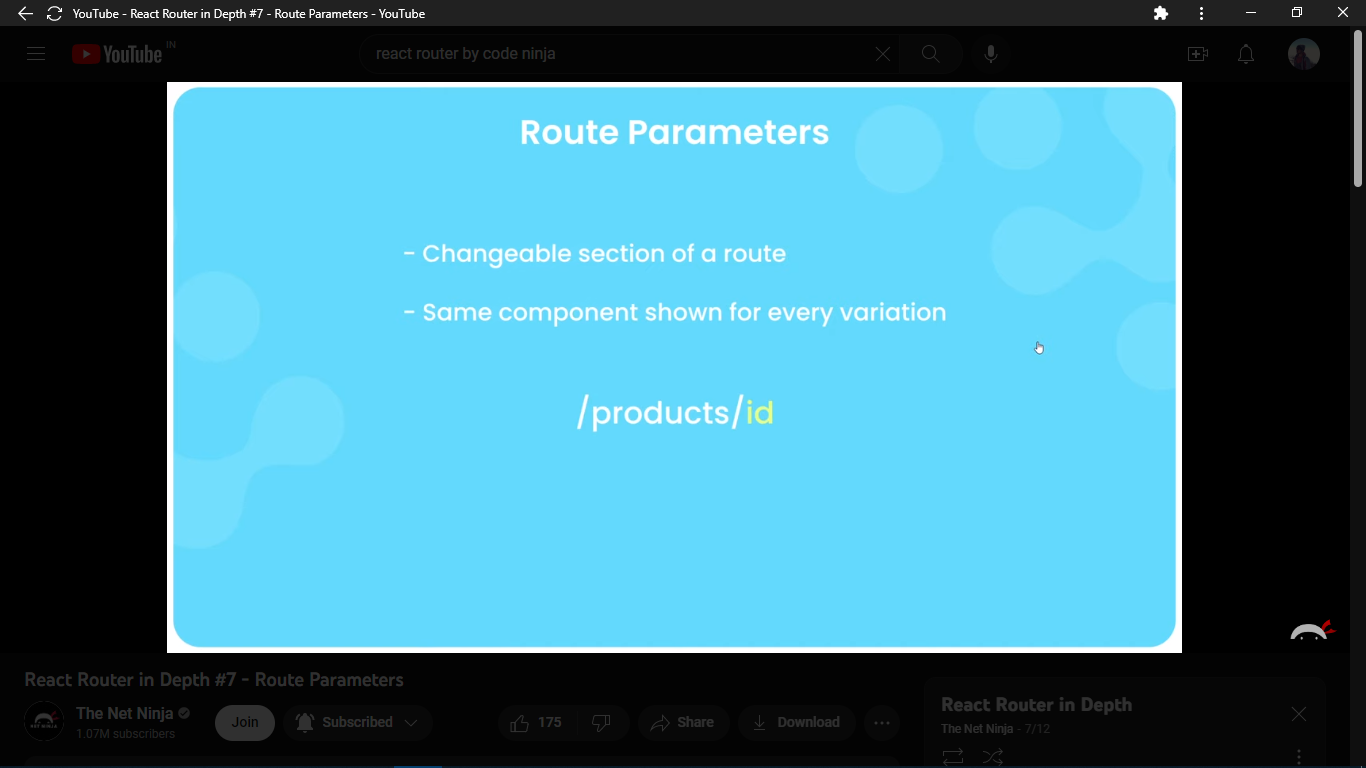 YouTube - React Router in Depth #7 - Route Parameters - YouTube
YouTube IN
react router by code ninja
Route Parameters
- Changeable section of a route
- Same component shown for every variation
/products/id
React Router in Depth #7 - Route Parameters
The Net Ninja
1.07M subscribers
Join
Subscribed
175
Share
Download
React Router in Depth
The Net Ninja - 7/12